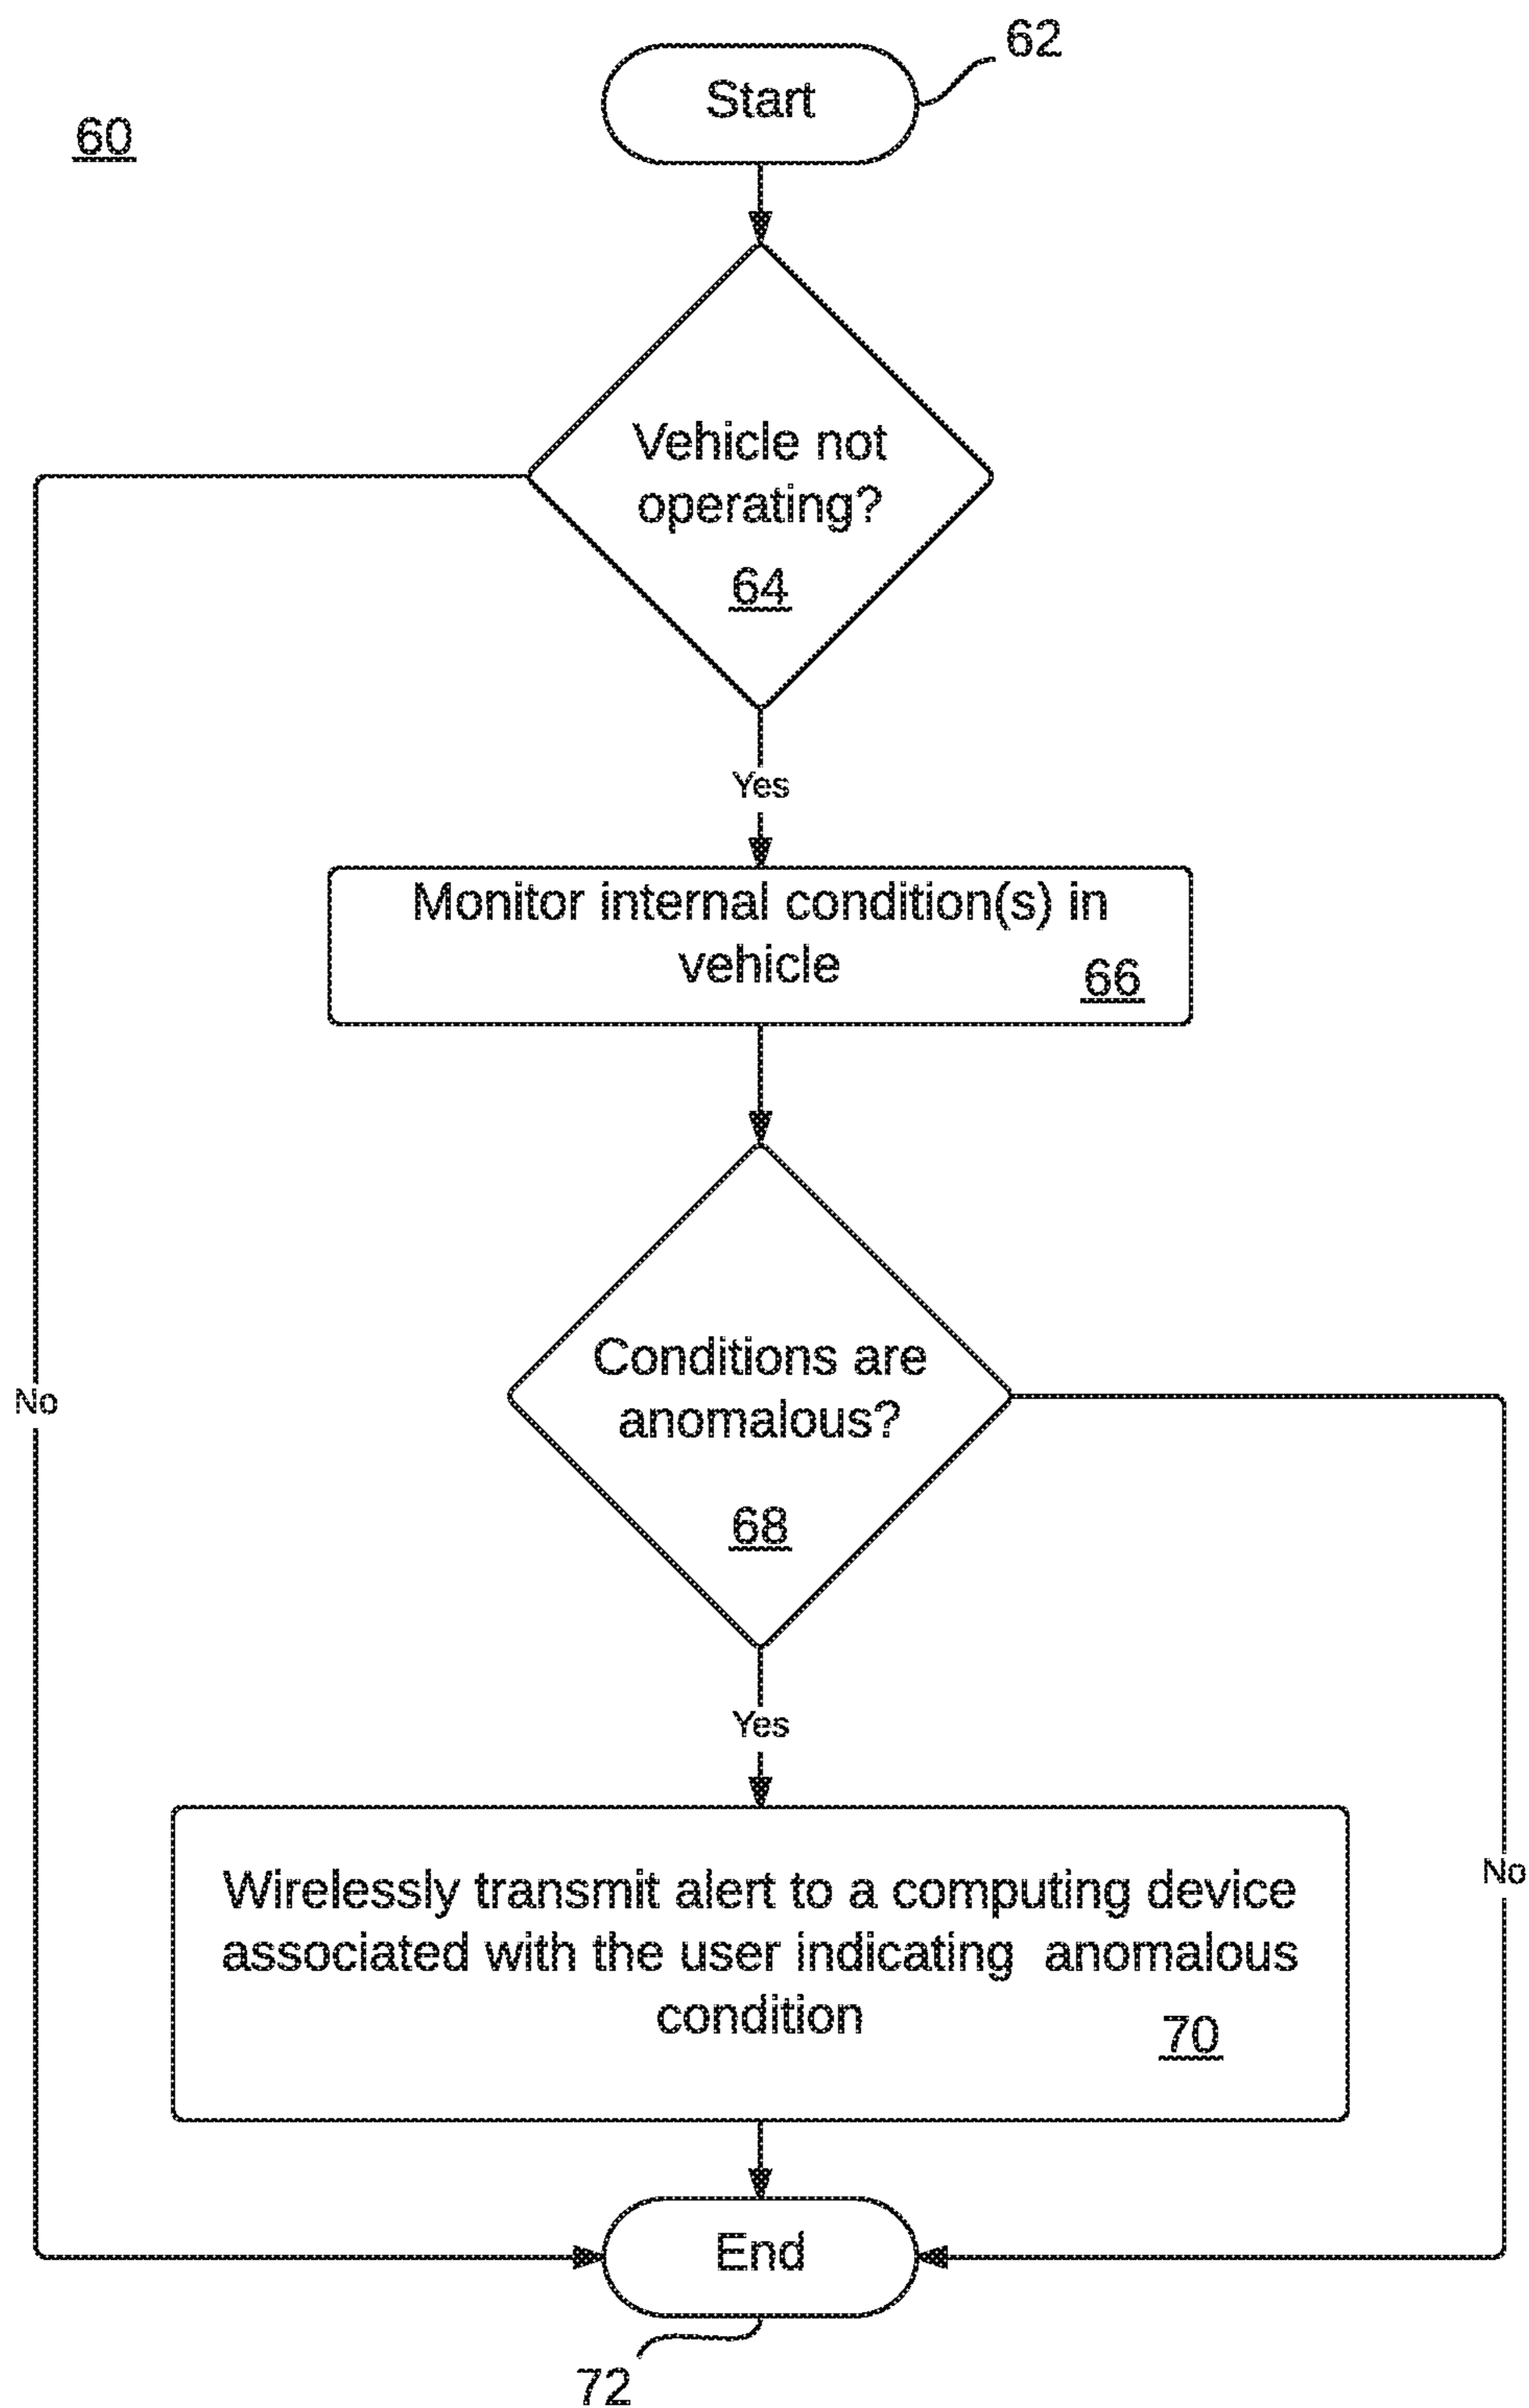 62
Start
60
Vehicle not
operating?
64
Yes
Monitor internal condition(s) in
vehicle
66
Conditions are
anomalous?
No
68
Yes
No
Wirelessly transmit alert to a computing device
associated with the user indicating anomalous
condition
70
End
72